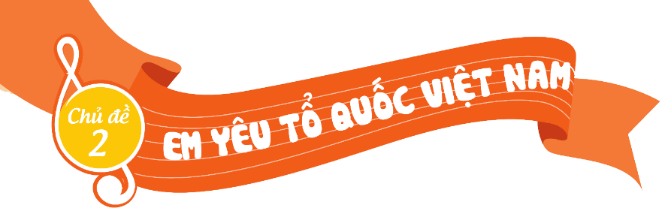 Chủ đề
2
EM YÊU TỔ QUỐC VIỆT NAM